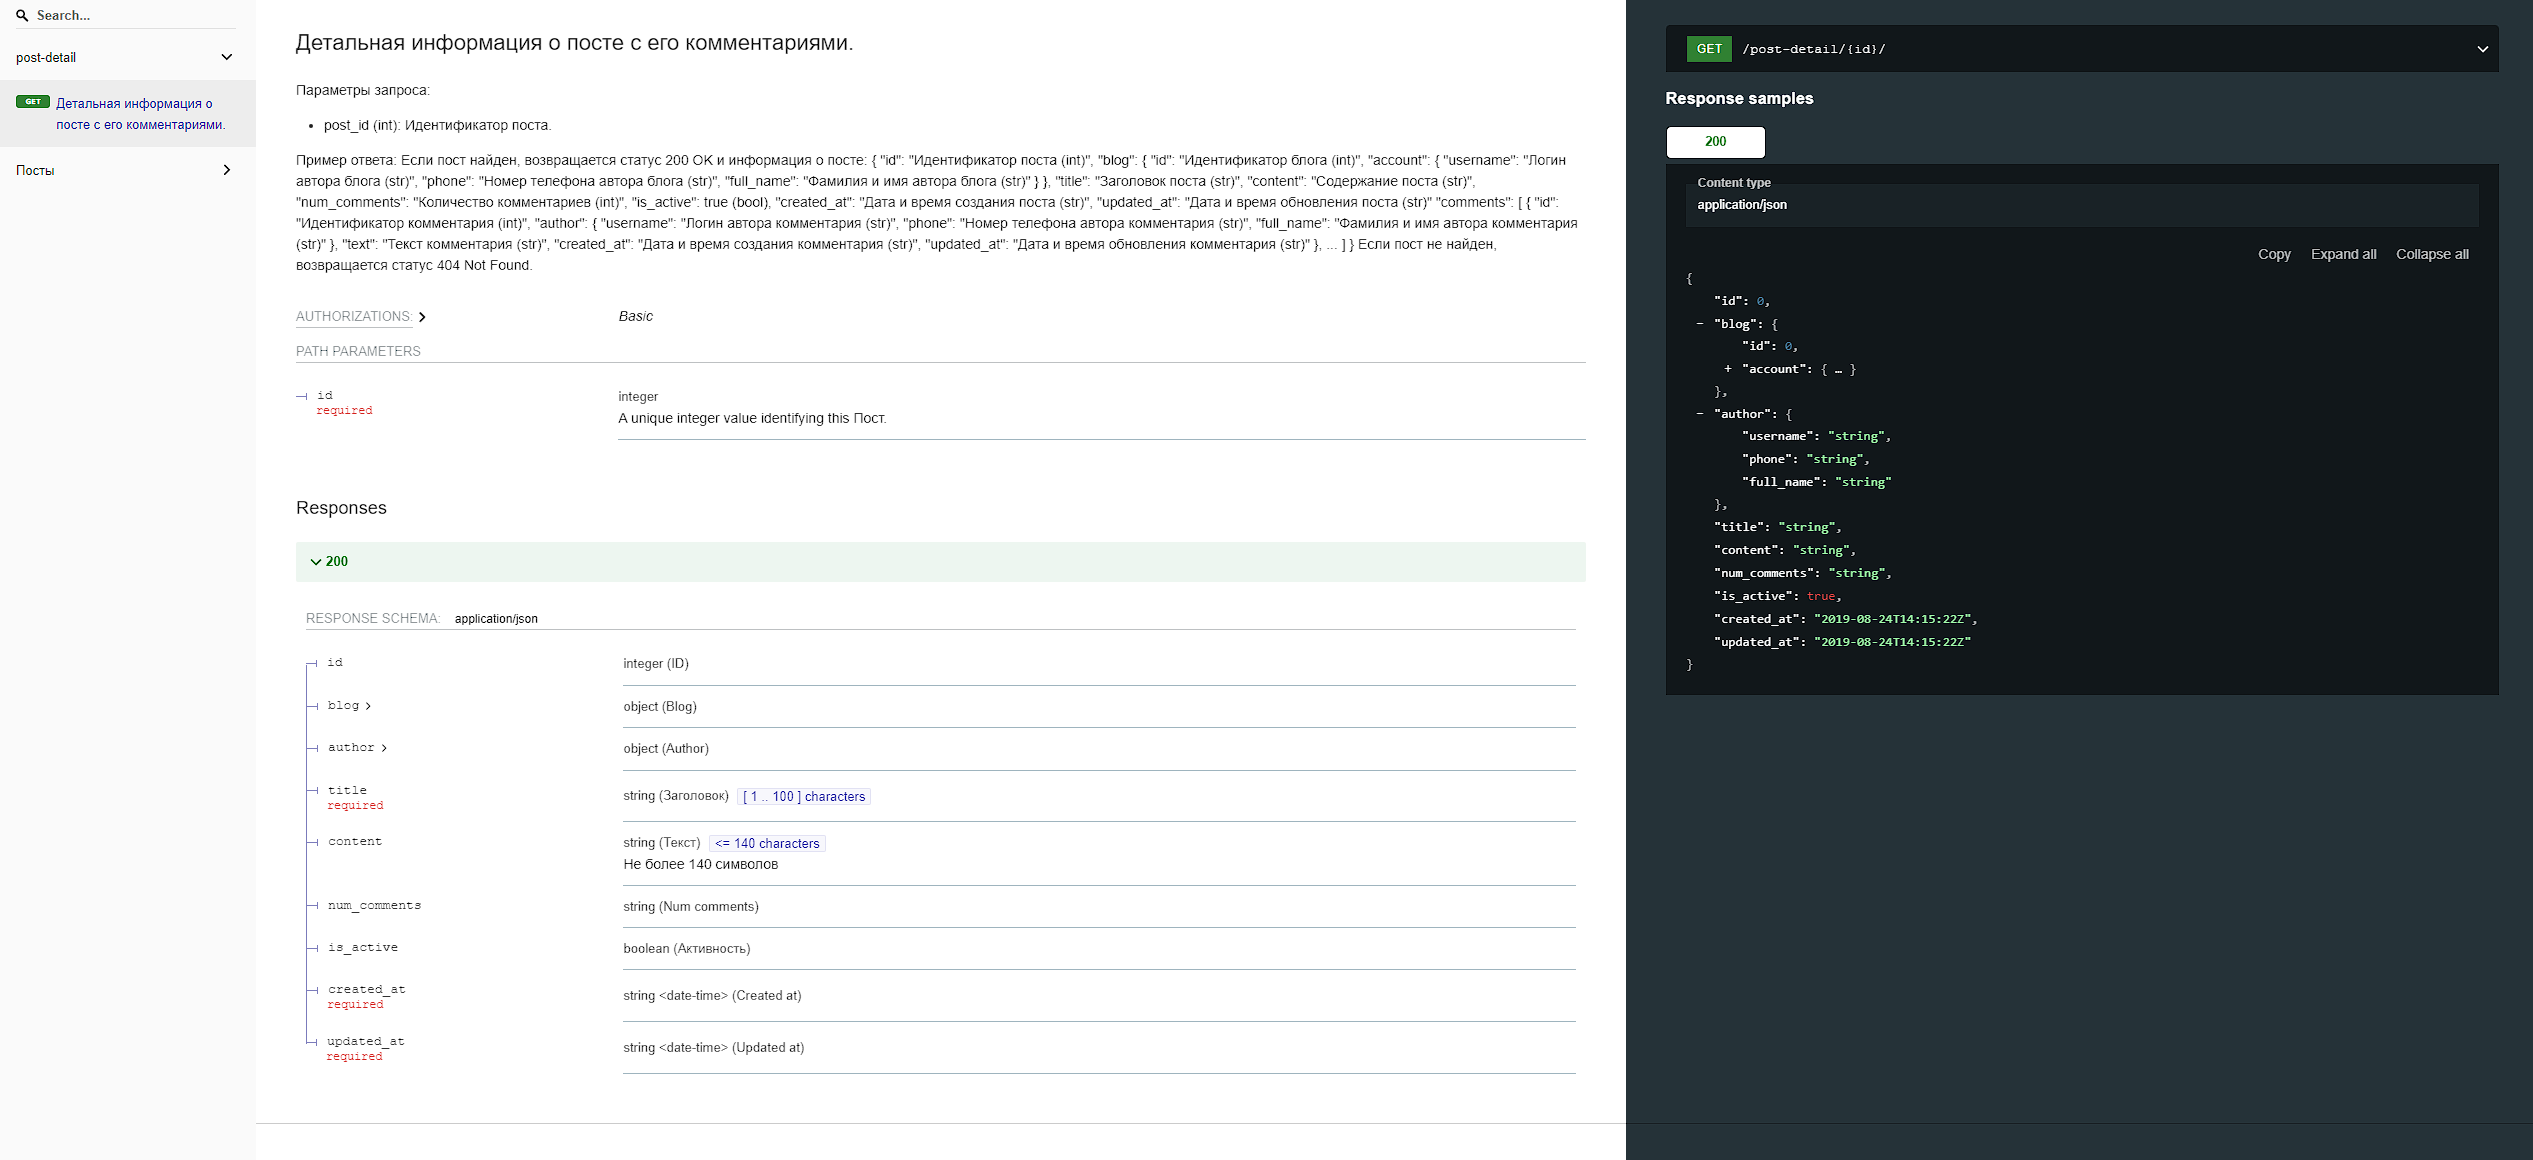 Search...
post-detail
GET Детальная информация о
посте с его комментариями.
Посты
Детальная информация о посте с его комментариями.
Параметры запроса:
• post_id (int): Идентификатор поста.
Пример ответа: Если пост найден, возвращается статус 200 OK и информация о посте: { "id": "Идентификатор поста (int)", "blog": { "id": "Идентификатор блога (int)", "account": { "username": "Логин
автора блога (str)", "phone": "Номер телефона автора блога (str)", "full_name": "Фамилия и имя автора блога (str)" } }, "title": "Заголовок поста (str)", "content": "Содержание поста (str)",
"num_comments": "Количество комментариев (int)", "is_active": true (bool), "created_at": "Дата и время создания поста (str)", "updated_at": "Дата и время обновления поста (str)" "comments": [ { "id":
"Идентификатор комментария (int)", "author": { "username": "Логин автора комментария (str)", "phone": "Номер телефона автора комментария (str)", "full_name": "Фамилия и имя автора комментария
(str)" }, "text": "Текст комментария (str)", "created_at": "Дата и время создания комментария (str)", "updated_at": "Дата и время обновления комментария (str)" }, ... ] } Если пост не найден,
возвращается статус 404 Not Found.
AUTHORIZATIONS: Basic
PATH PARAMETERS
id integer
required
A unique integer value identifying this Пост.
Responses
200
RESPONSE SCHEMA: application/json
id integer (ID)
blog object (Blog)
author object (Author)
title string (Заголовок) [ 1 .. 100 ] characters
required
content string (Текст) <= 140 characters
Не более 140 символов
num_comments string (Num comments)
is_active boolean (Активность)
created_at string <date-time> (Created at)
required
updated_at string <date-time> (Updated at)
required
GET /post-detail/{id}/
Response samples
200
Content type
application/json
Copy Expand all Collapse all
{
"id": 0,
- "blog": {
"id": 0,
+ "account": { … }
},
- "author": {
"username": "string",
"phone": "string",
"full_name": "string"
},
"title": "string",
"content": "string",
"num_comments": "string",
"is_active": true,
"created_at": "2019-08-24T14:15:22Z",
"updated_at": "2019-08-24T14:15:22Z"
}